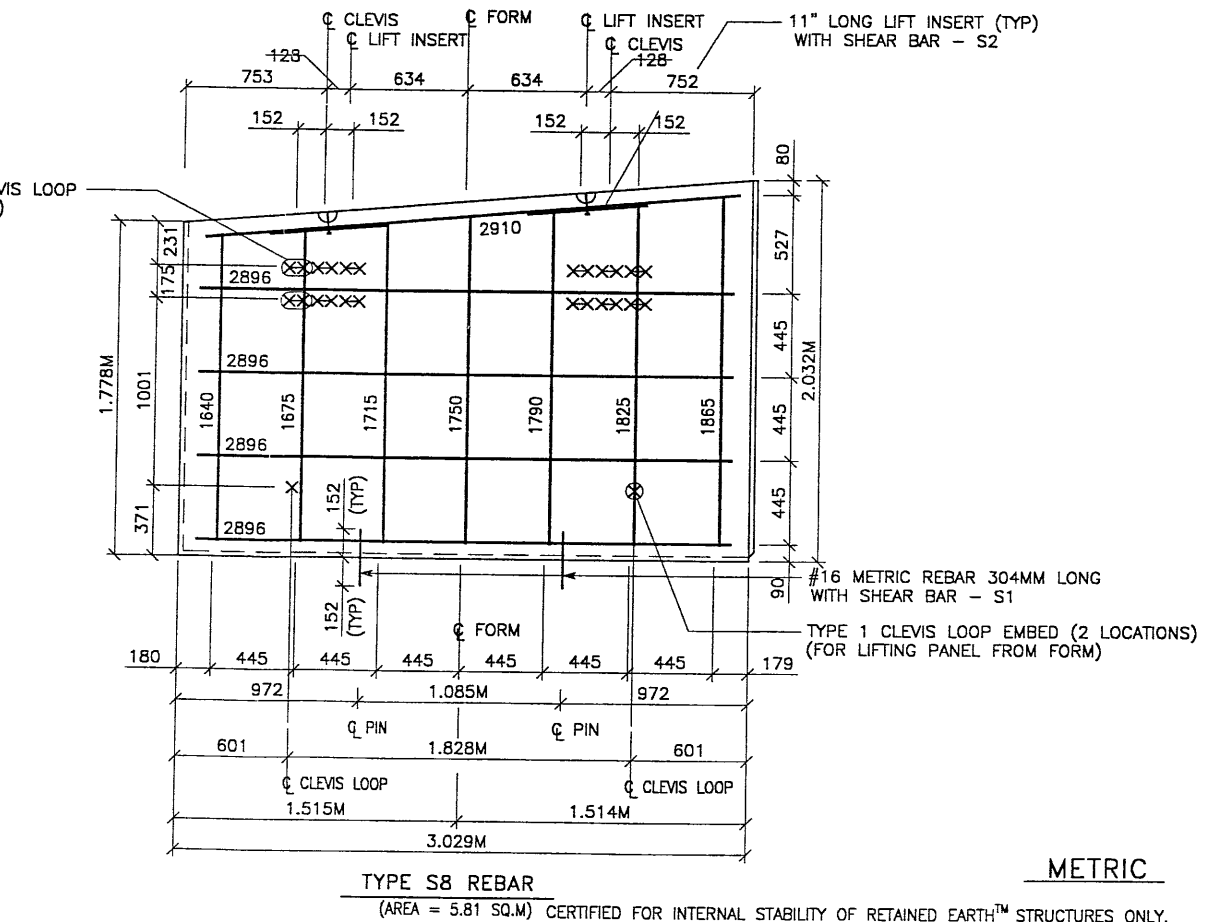 ℄ CLEVIS
℄ LIFT INSERT
℄ FORM
℄ LIFT INSERT
℄ CLEVIS
11" LONG LIFT INSERT (TYP)
WITH SHEAR BAR – S2
128
128
753
634
634
752
152
152
152
152
80
VIS LOOP
)
231
175
2910
527
2896
1.778M
1001
2896
445
2.032M
1640
1675
1715
1750
1790
1825
1865
445
2896
371
152
(TYP)
445
2896
90
#16 METRIC REBAR 304MM LONG
WITH SHEAR BAR – S1
152
(TYP)
℄ FORM
TYPE 1 CLEVIS LOOP EMBED (2 LOCATIONS)
(FOR LIFTING PANEL FROM FORM)
180
445
445
445
445
445
445
179
972
1.085M
972
℄ PIN
℄ PIN
601
1.828M
601
℄ CLEVIS LOOP
℄ CLEVIS LOOP
1.515M
1.514M
3.029M
METRIC
TYPE S8 REBAR
(AREA = 5.81 SQ.M) CERTIFIED FOR INTERNAL STABILITY OF RETAINED EARTH™ STRUCTURES ONLY.